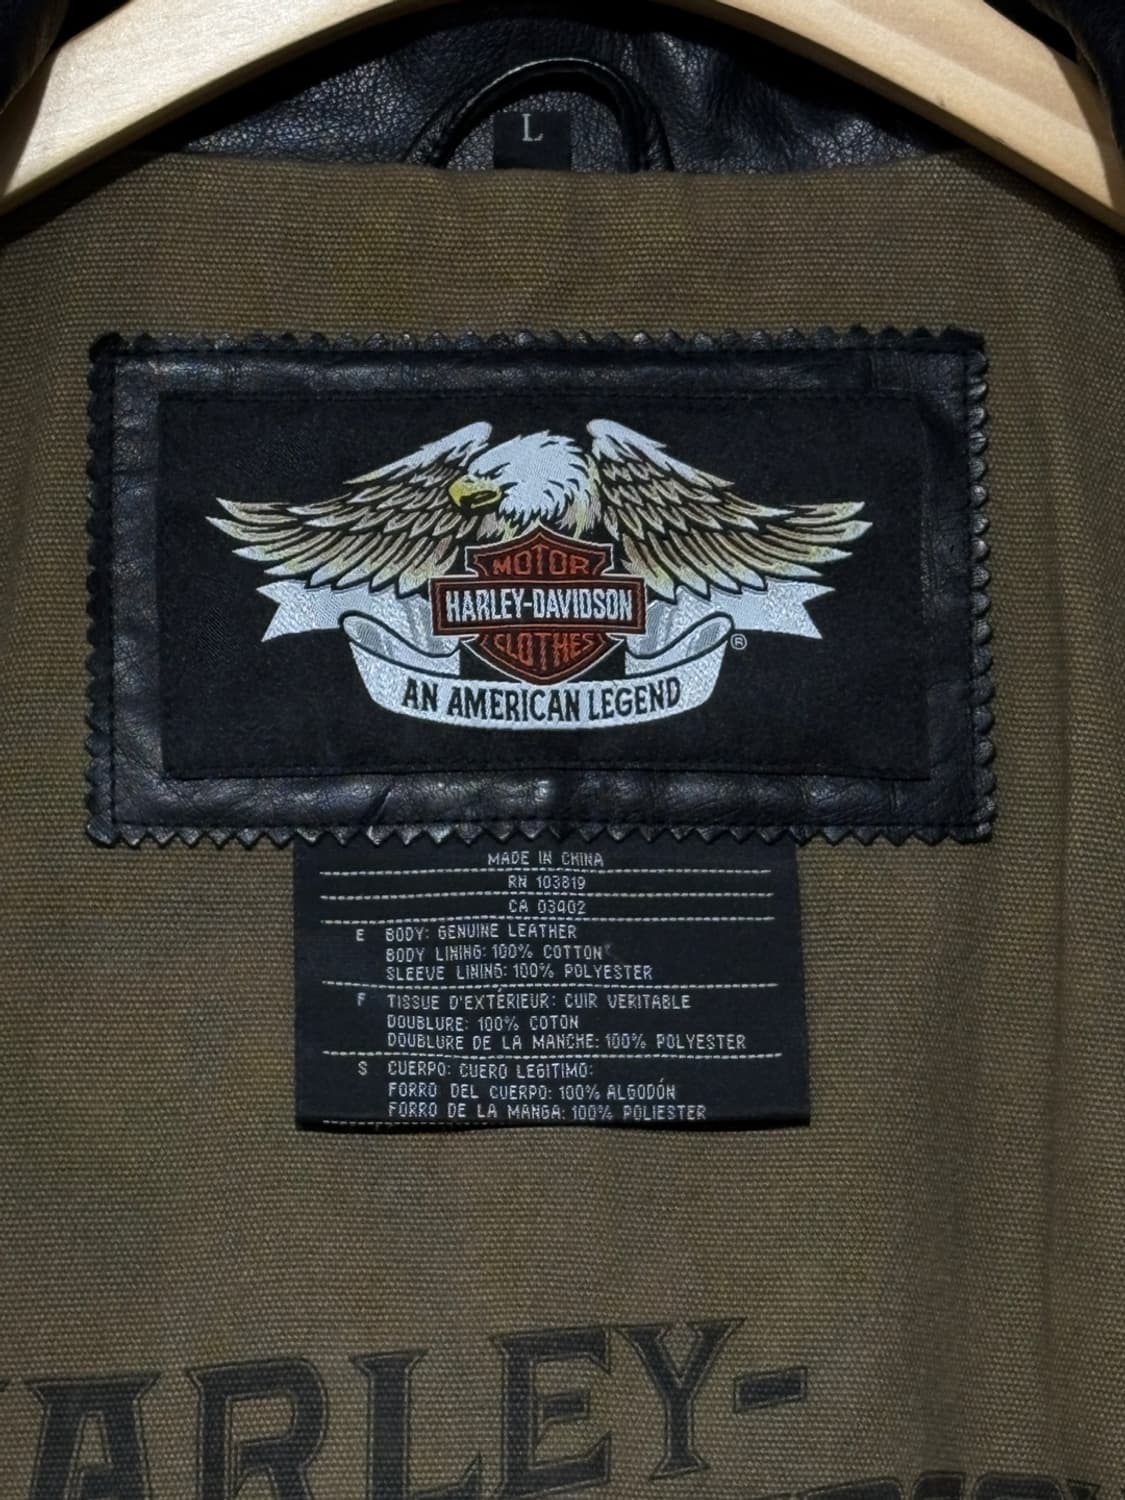 L
MOTOR
HARLEY-DAVIDSON
CLOTHES
®
AN AMERICAN LEGEND
MADE IN CHINA
RN 103819
CA 03402
E BODY: GENUINE LEATHER
BODY LINING: 100% COTTON
SLEEVE LINING: 100% POLYESTER
F TISSUE D'EXTÉRIEUR: CUIR VERITABLE
DOUBLURE: 100% COTON
DOUBLURE DE LA MANCHE: 100% POLYESTER
S CUERPO: CUERO LEGITIMO:
FORRO DEL CUERPO: 100% ALGODÓN
FORRO DE LA MANGA: 100% POLIESTER
ARLEY-